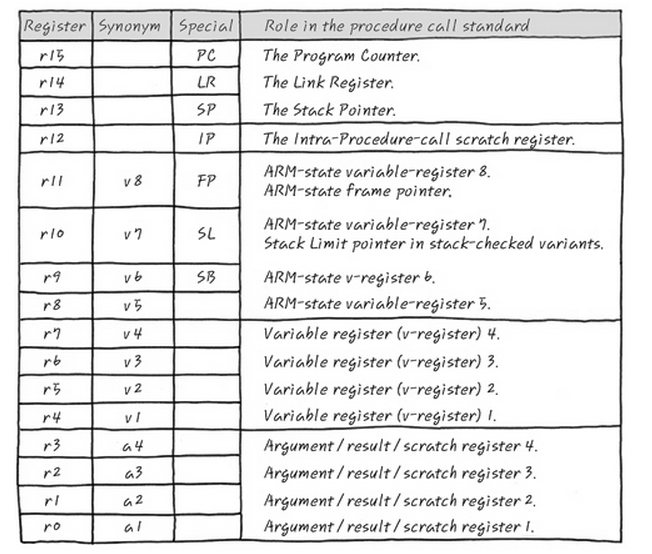 Register Synonym Special Role in the procedure call standard
r15 PC The Program Counter.
r14 LR The Link Register.
r13 SP The Stack Pointer.
r12 IP The Intra-Procedure-call scratch register.
r11 v8 FP ARM-state variable-register 8.
ARM-state frame pointer.
r10 v7 SL ARM-state variable-register 7.
Stack Limit pointer in stack-checked variants.
r9 v6 SB ARM-state v-register 6.
r8 v5 ARM-state variable-register 5.
r7 v4 Variable register (v-register) 4.
r6 v3 Variable register (v-register) 3.
r5 v2 Variable register (v-register) 2.
r4 v1 Variable register (v-register) 1.
r3 a4 Argument / result / scratch register 4.
r2 a3 Argument / result / scratch register 3.
r1 a2 Argument / result / scratch register 2.
r0 a1 Argument / result / scratch register 1.